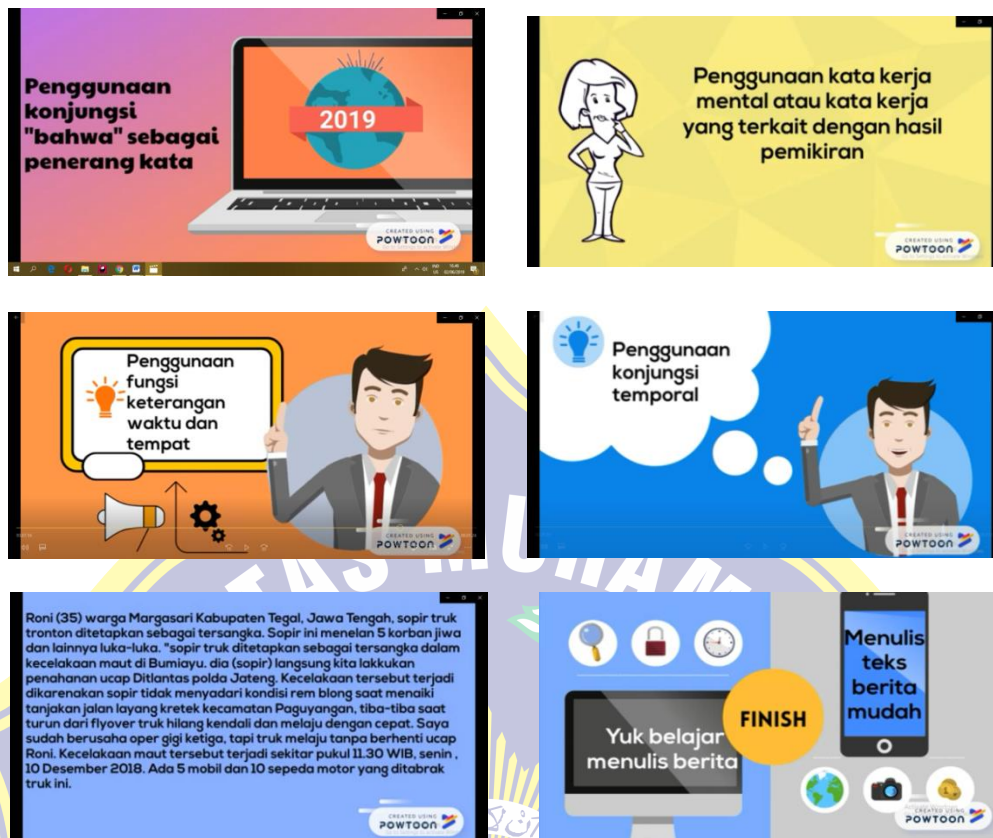 Penggunaan
konjungsi
"bahwa" sebagai
penerang kata
2019
CREATED USING
POWTOON
Penggunaan kata kerja
mental atau kata kerja
yang terkait dengan hasil
pemikiran
CREATED USING
POWTOON
Penggunaan
fungsi
keterangan
waktu dan
tempat
CREATED USING
POWTOON
Penggunaan
konjungsi
temporal
CREATED USING
POWTOON
TAS MUHAM
Roni (35) warga Margasari Kabupaten Tegal, Jawa Tengah, sopir truk
tronton ditetapkan sebagai tersangka. Sopir ini menelan 5 korban jiwa
dan lainnya luka-luka. "sopir truk ditetapkan sebagai tersangka dalam
kecelakaan maut di Bumiayu. dia (sopir) langsung kita lakkukan
penahanan ucap Ditlantas polda Jateng. Kecelakaan tersebut terjadi
dikarenakan sopir tidak menyadari kondisi rem blong saat menaiki
tanjakan jalan layang kretek kecamatan Paguyangan, tiba-tiba saat
turun dari flyover truk hilang kendali dan melaju dengan cepat. Saya
sudah berusaha oper gigi ketiga, tapi truk melaju tanpa berhenti ucap
Roni. Kecelakaan maut tersebut terjadi sekitar pukul 11.30 WIB, senin ,
10 Desember 2018. Ada 5 mobil dan 10 sepeda motor yang ditabrak
truk ini.
CREATED USING
POWTOON
Yuk belajar
menulis berita
FINISH
Menulis
teks
berita
mudah
CREATED USING
POWTOON